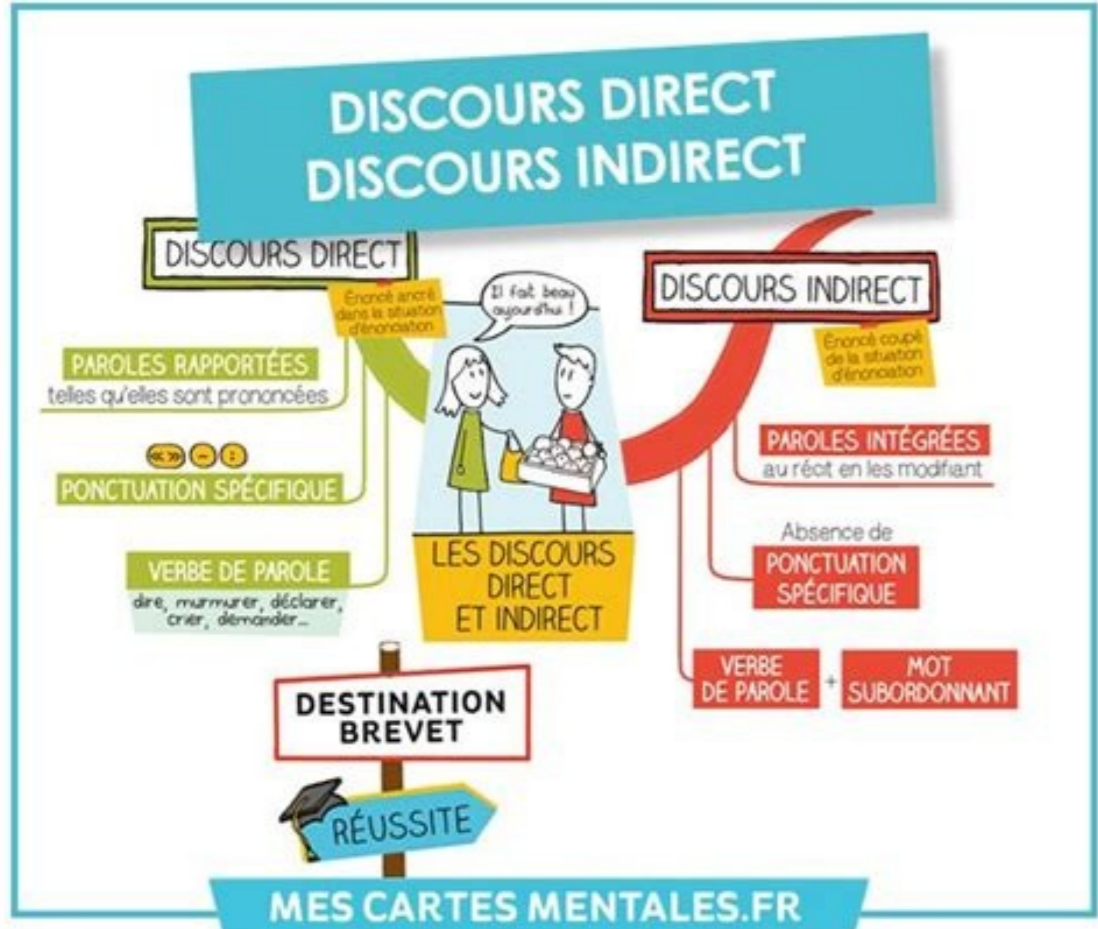 DISCOURS DIRECT
DISCOURS INDIRECT
DISCOURS DIRECT
Énoncé ancré
dans la situation
d'énonciation
PAROLES RAPPORTÉES
telles qu'elles sont prononcées
« » – :
PONCTUATION SPÉCIFIQUE
VERBE DE PAROLE
dire, murmurer, déclarer,
crier, demander...
Il fait beau
aujourd'hui !
LES DISCOURS
DIRECT
ET INDIRECT
DISCOURS INDIRECT
Énoncé coupé
de la situation
d'énonciation
PAROLES INTÉGRÉES
au récit en les modifiant
Absence de
PONCTUATION
SPÉCIFIQUE
VERBE
DE PAROLE
+
MOT
SUBORDONNANT
DESTINATION
BREVET
RÉUSSITE
MES CARTES MENTALES.FR